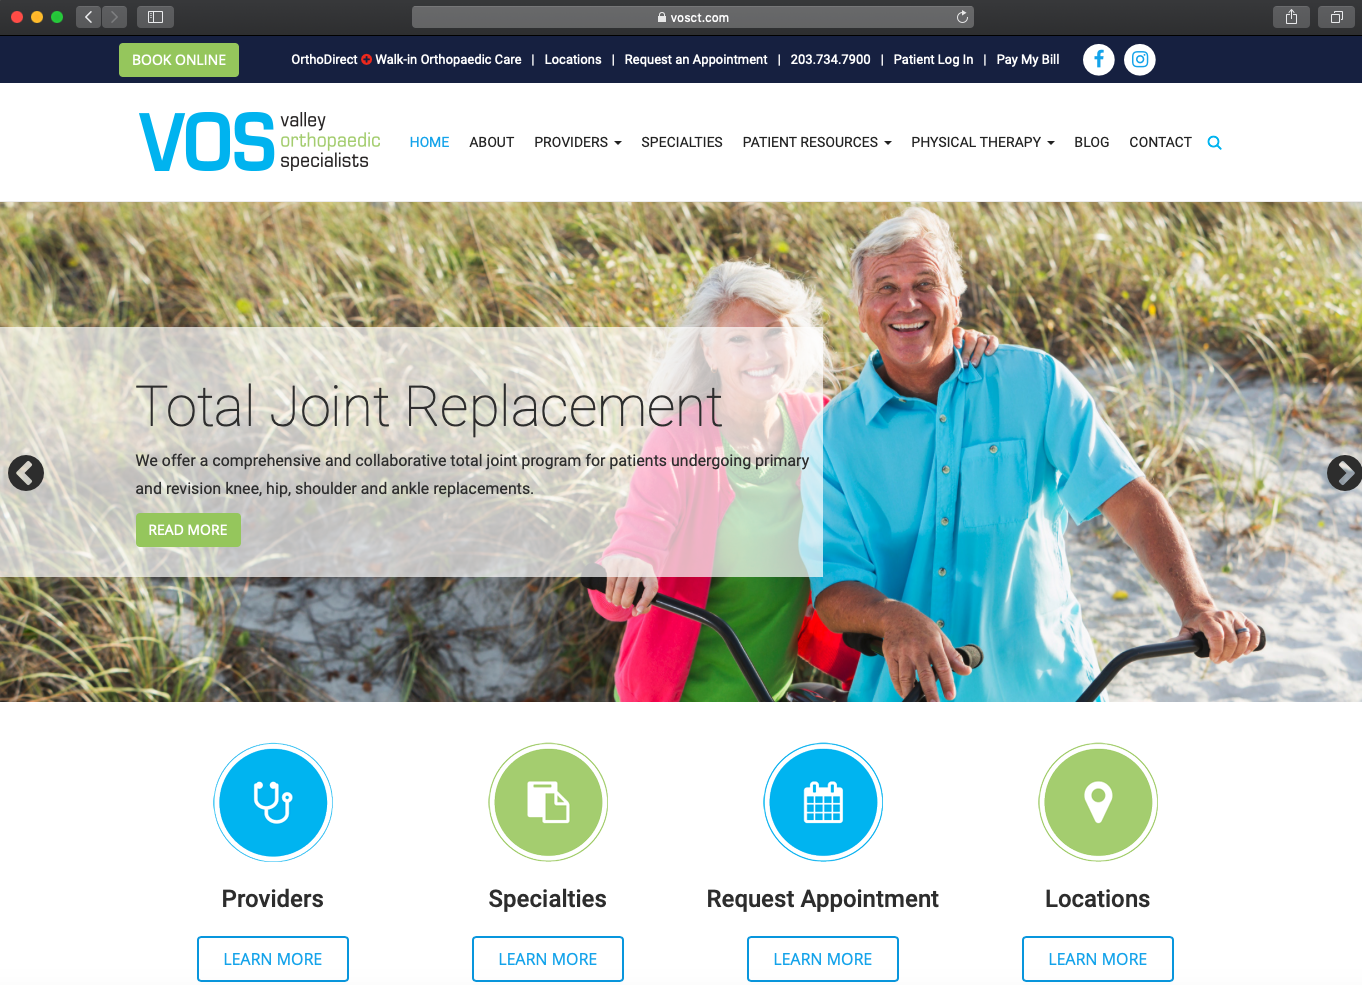 vosct.com
BOOK ONLINE
OrthoDirect Walk-in Orthopaedic Care | Locations | Request an Appointment | 203.734.7900 | Patient Log In | Pay My Bill
VOS valley
orthopaedic
specialists
HOME ABOUT PROVIDERS SPECIALTIES PATIENT RESOURCES PHYSICAL THERAPY BLOG CONTACT
Total Joint Replacement
We offer a comprehensive and collaborative total joint program for patients undergoing primary
and revision knee, hip, shoulder and ankle replacements.
READ MORE
Providers Specialties Request Appointment Locations
LEARN MORE LEARN MORE LEARN MORE LEARN MORE